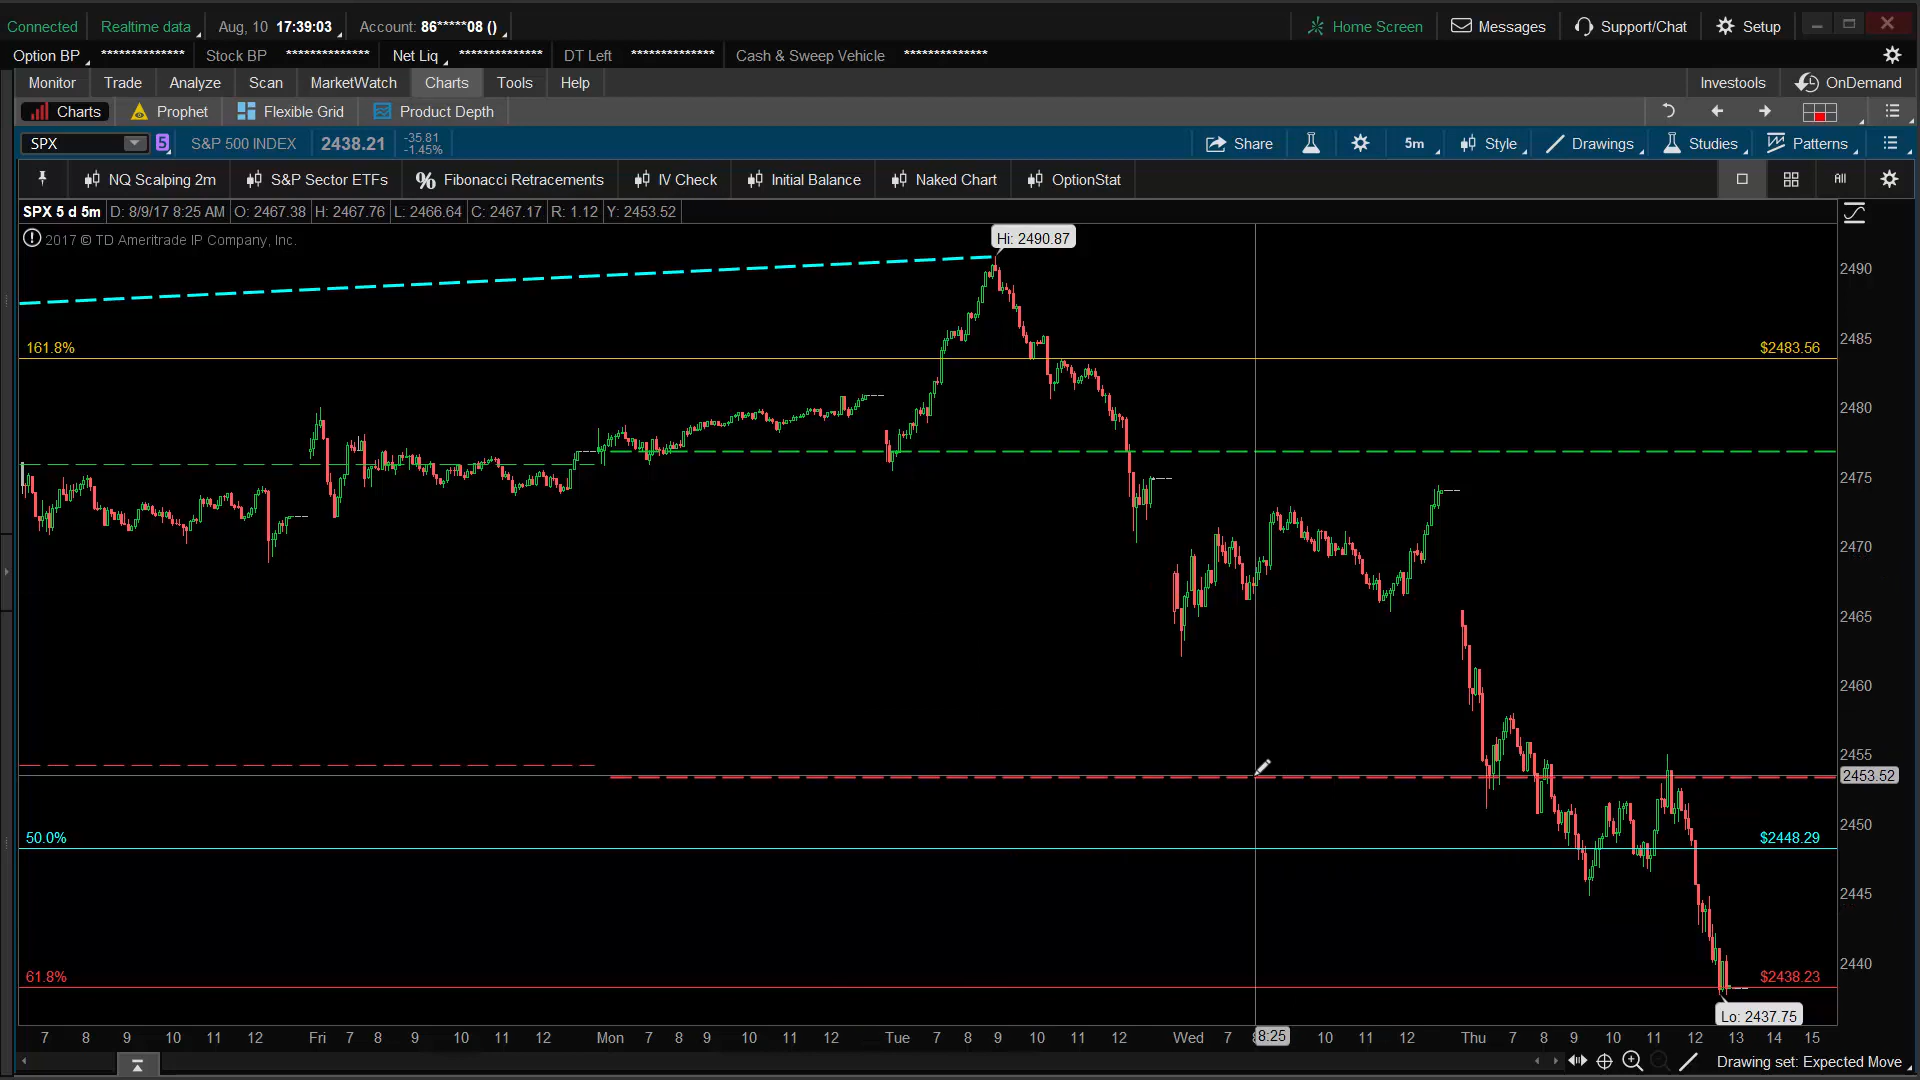 Connected Realtime data Aug, 10 17:39:03 Account: 86*****08 () Home Screen Messages Support/Chat Setup
Option BP ************** Stock BP ************** Net Liq ************** DT Left ************** Cash & Sweep Vehicle **************
Monitor Trade Analyze Scan MarketWatch Charts Tools Help Investools OnDemand
Charts Prophet Flexible Grid Product Depth
SPX 5 S&P 500 INDEX 2438.21 -35.81 -1.45% Share 5m Style Drawings Studies Patterns
NQ Scalping 2m S&P Sector ETFs Fibonacci Retracements IV Check Initial Balance Naked Chart OptionStat All
SPX 5 d 5m D: 8/9/17 8:25 AM O: 2467.38 H: 2467.76 L: 2466.64 C: 2467.17 R: 1.12 Y: 2453.52
2017 © TD Ameritrade IP Company, Inc.
Hi: 2490.87
2490
2485
161.8% $2483.56
2480
2475
2470
2465
2460
2455
2453.52
2450
50.0% $2448.29
2445
2440
61.8% $2438.23
Lo: 2437.75
7 8 9 10 11 12 Fri 7 8 9 10 11 12 Mon 7 8 9 10 11 12 Tue 7 8 9 10 11 12 Wed 7 8:25 10 11 12 Thu 7 8 9 10 11 12 13 14 15
Drawing set: Expected Move